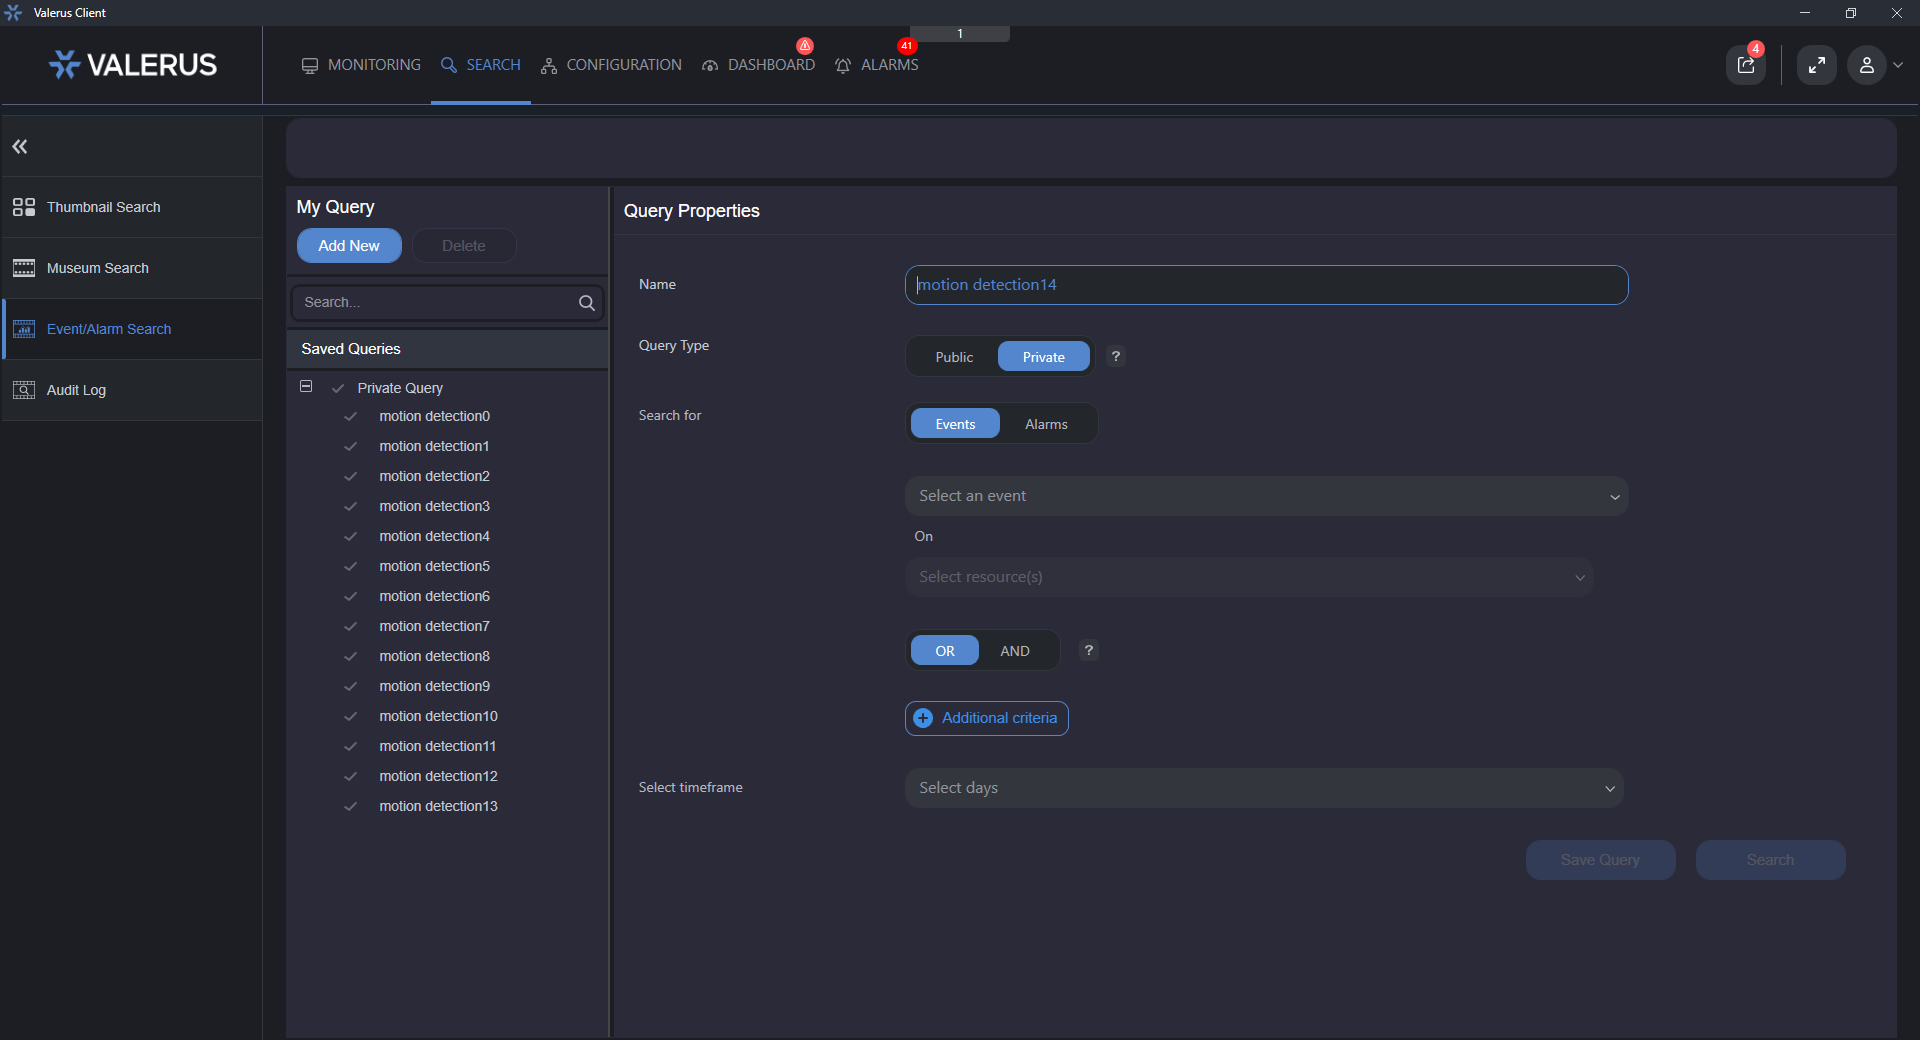 Valerus Client
1
VALERUS
MONITORING
SEARCH
CONFIGURATION
DASHBOARD
41
ALARMS
4
Thumbnail Search
Museum Search
Event/Alarm Search
Audit Log
My Query
Add New
Delete
Search...
Saved Queries
Private Query
motion detection0
motion detection1
motion detection2
motion detection3
motion detection4
motion detection5
motion detection6
motion detection7
motion detection8
motion detection9
motion detection10
motion detection11
motion detection12
motion detection13
Query Properties
Name
motion detection14
Query Type
Public
Private
?
Search for
Events
Alarms
Select an event
On
Select resource(s)
OR
AND
?
Additional criteria
Select timeframe
Select days
Save Query
Search